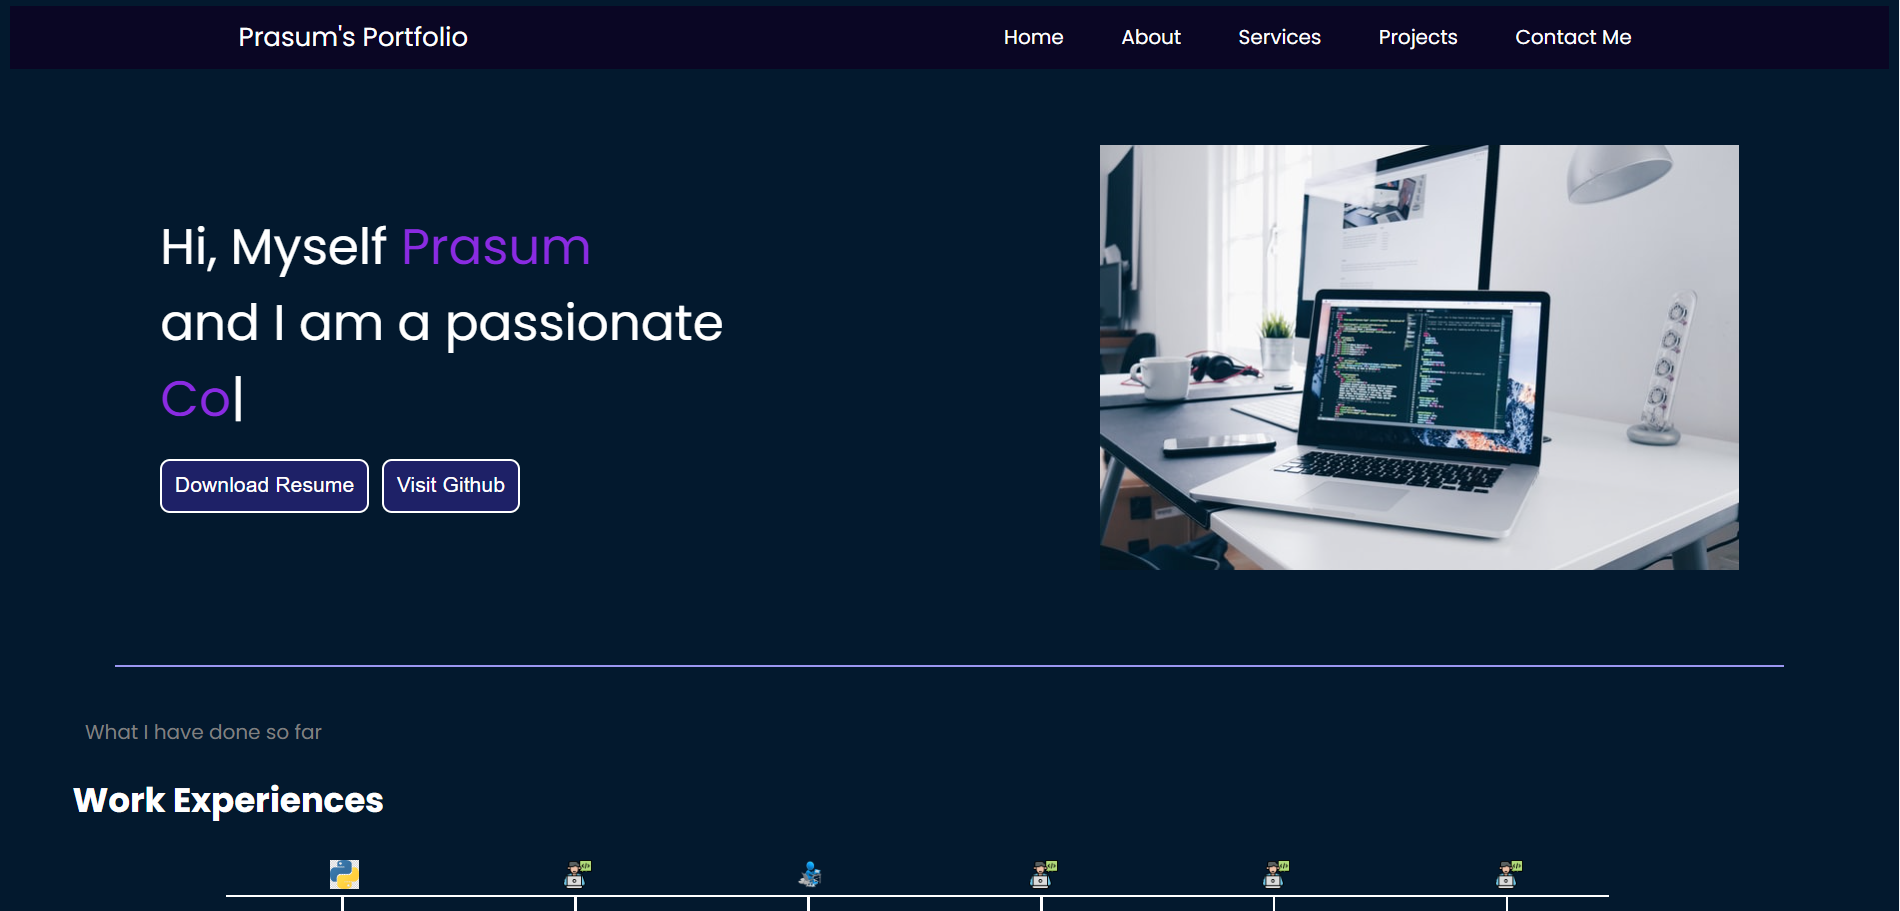 Prasum's Portfolio
Home About Services Projects Contact Me
Hi, Myself Prasum
and I am a passionate
Co
Download Resume Visit Github
What I have done so far
Work Experiences